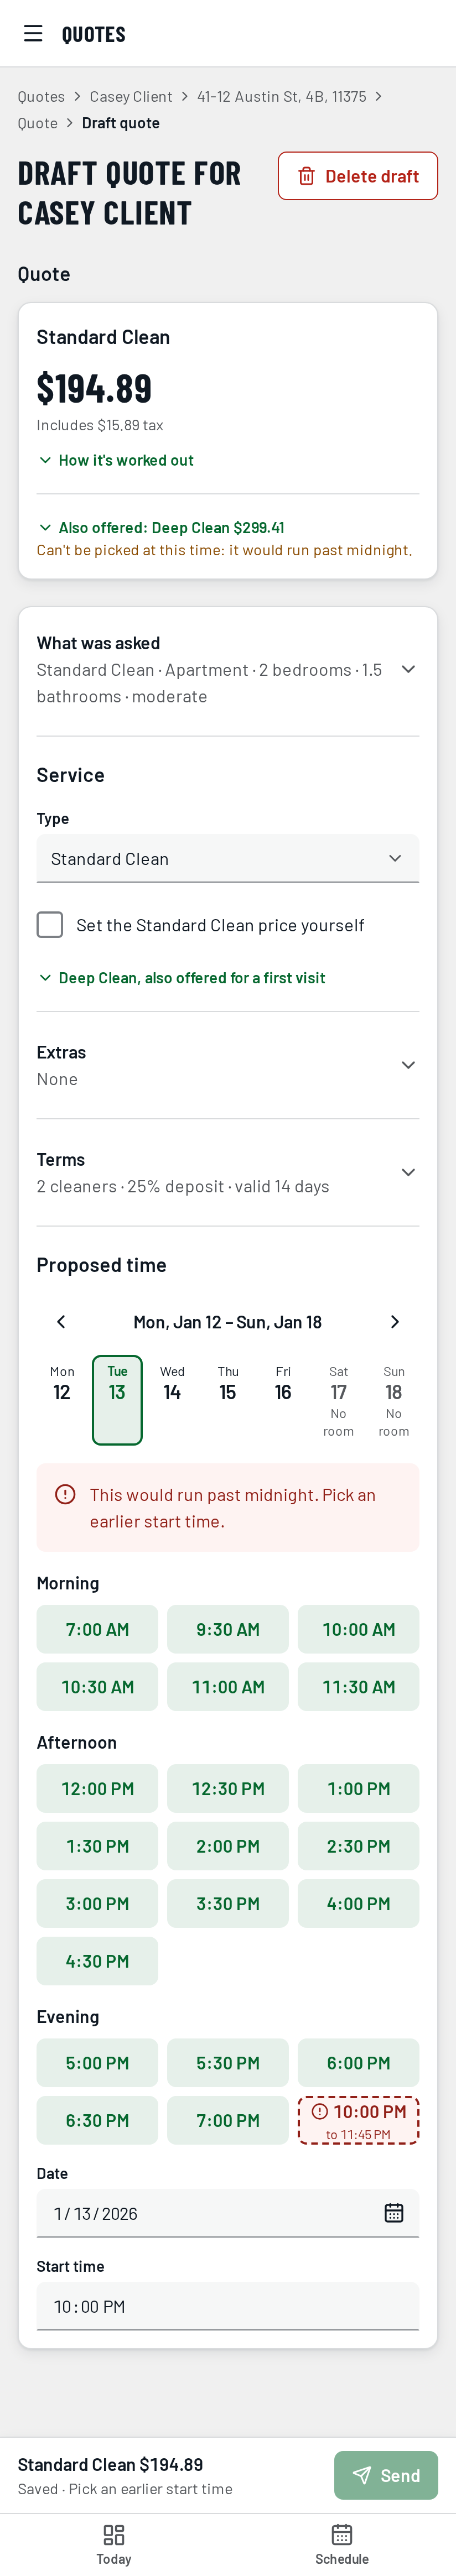 QUOTES
Quotes > Casey Client > 41-12 Austin St, 4B, 11375 >
Quote > Draft quote
DRAFT QUOTE FOR
CASEY CLIENT
Delete draft
Quote
Standard Clean
$194.89
Includes $15.89 tax
How it's worked out
Also offered: Deep Clean $299.41
Can't be picked at this time: it would run past midnight.
What was asked
Standard Clean · Apartment · 2 bedrooms · 1.5
bathrooms · moderate
Service
Type
Standard Clean
Set the Standard Clean price yourself
Deep Clean, also offered for a first visit
Extras
None
Terms
2 cleaners · 25% deposit · valid 14 days
Proposed time
Mon, Jan 12 – Sun, Jan 18
Mon Tue Wed Thu Fri Sat Sun
12 13 14 15 16 17 18
No No
room room
This would run past midnight. Pick an
earlier start time.
Morning
7:00 AM 9:30 AM 10:00 AM
10:30 AM 11:00 AM 11:30 AM
Afternoon
12:00 PM 12:30 PM 1:00 PM
1:30 PM 2:00 PM 2:30 PM
3:00 PM 3:30 PM 4:00 PM
4:30 PM
Evening
5:00 PM 5:30 PM 6:00 PM
6:30 PM 7:00 PM 10:00 PM
to 11:45 PM
Date
1/13/2026
Start time
10:00 PM
Standard Clean $194.89
Saved · Pick an earlier start time
Send
Today Schedule